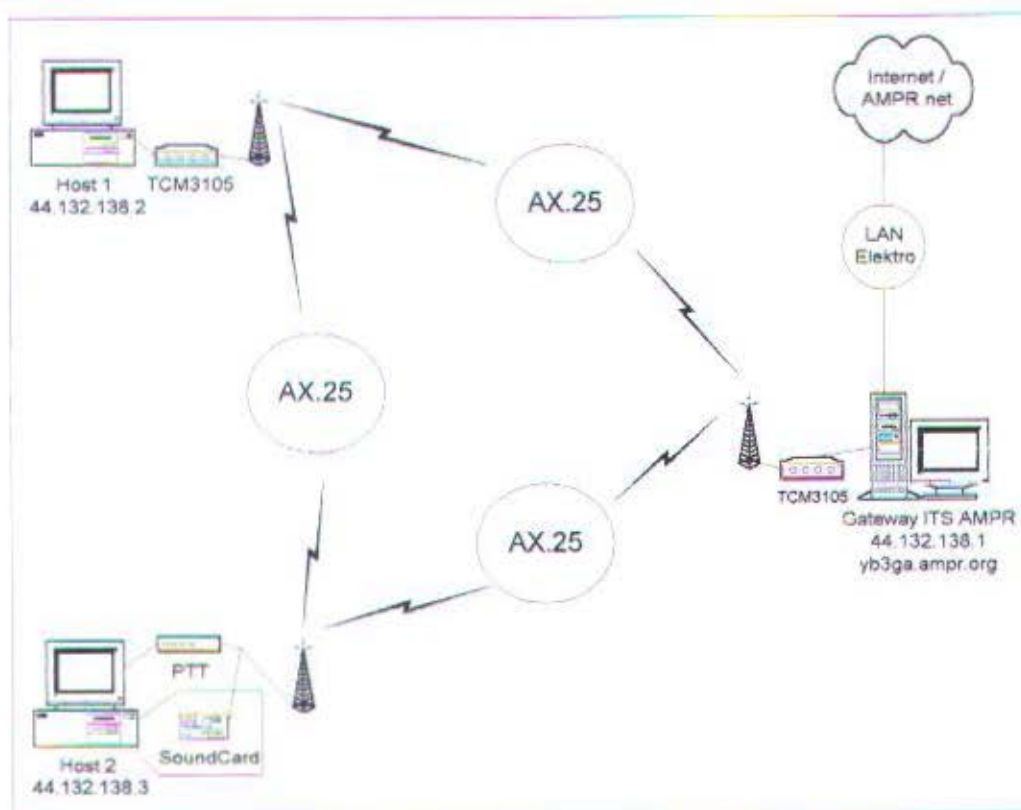 Internet /
AMPR net
Host 1
44.132.138.2
TCM3105
AX.25
LAN
Elektro
AX.25
TCM3105
Gateway ITS AMPR
44.132.138.1
yb3ga.ampr.org
AX.25
PTT
SoundCard
Host 2
44.132.138.3